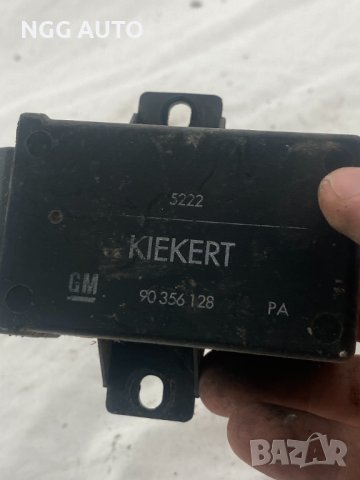 NGG AUTO
5222
KIEKERT
GM
90 356 128 PA
BAZAR